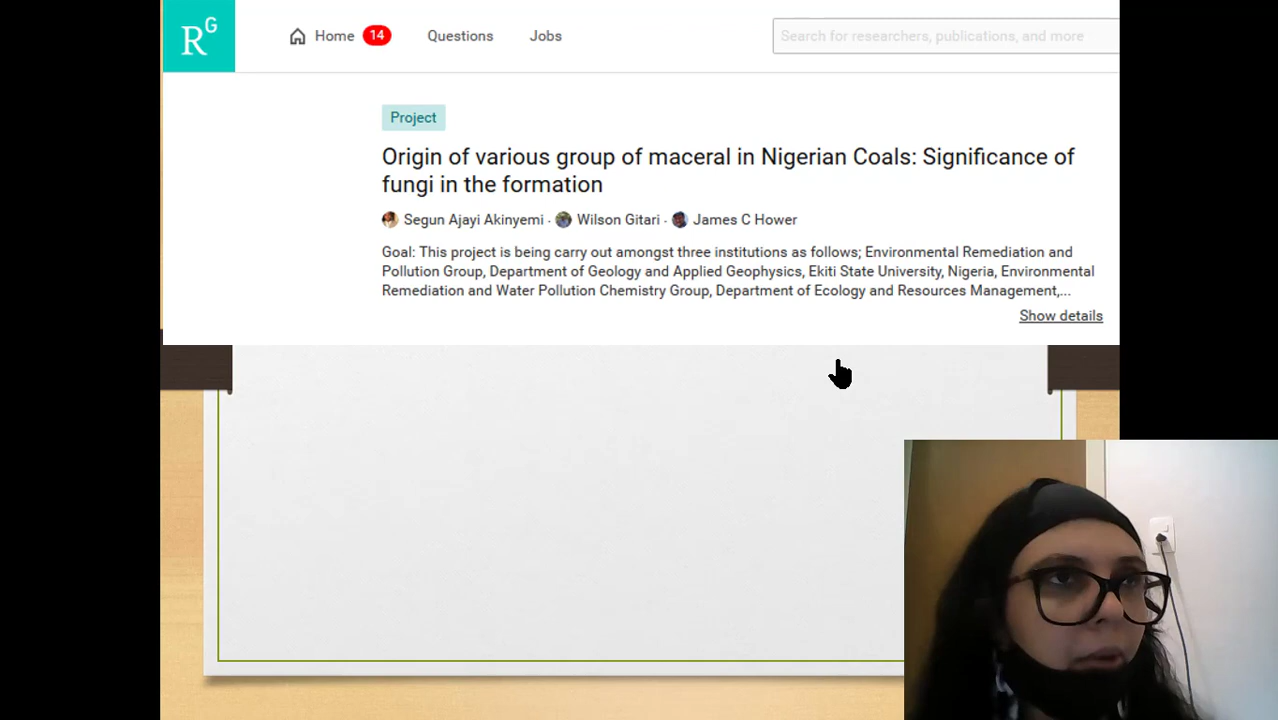 RG
Home 14 Questions Jobs Search for researchers, publications, and more
Project
Origin of various group of maceral in Nigerian Coals: Significance of
fungi in the formation
Segun Ajayi Akinyemi · Wilson Gitari · James C Hower
Goal: This project is being carry out amongst three institutions as follows; Environmental Remediation and
Pollution Group, Department of Geology and Applied Geophysics, Ekiti State University, Nigeria, Environmental
Remediation and Water Pollution Chemistry Group, Department of Ecology and Resources Management,...
Show details